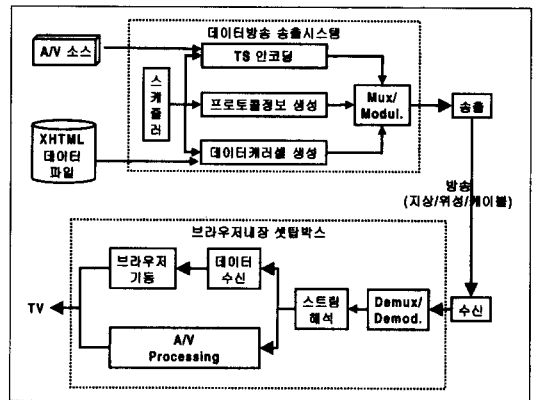 데이터방송 송출시스템
A/V 소스
TS 인코딩
스케쥴러
프로토콜정보 생성
Mux/
Modul.
송출
XHTML
데이터
파일
데이터캐러셀 생성
방송
(지상/위성/케이블)
브라우저내장 셋탑박스
브라우저
기동
데이터
수신
스트림
해석
Demux/
Demod.
수신
TV
A/V
Processing